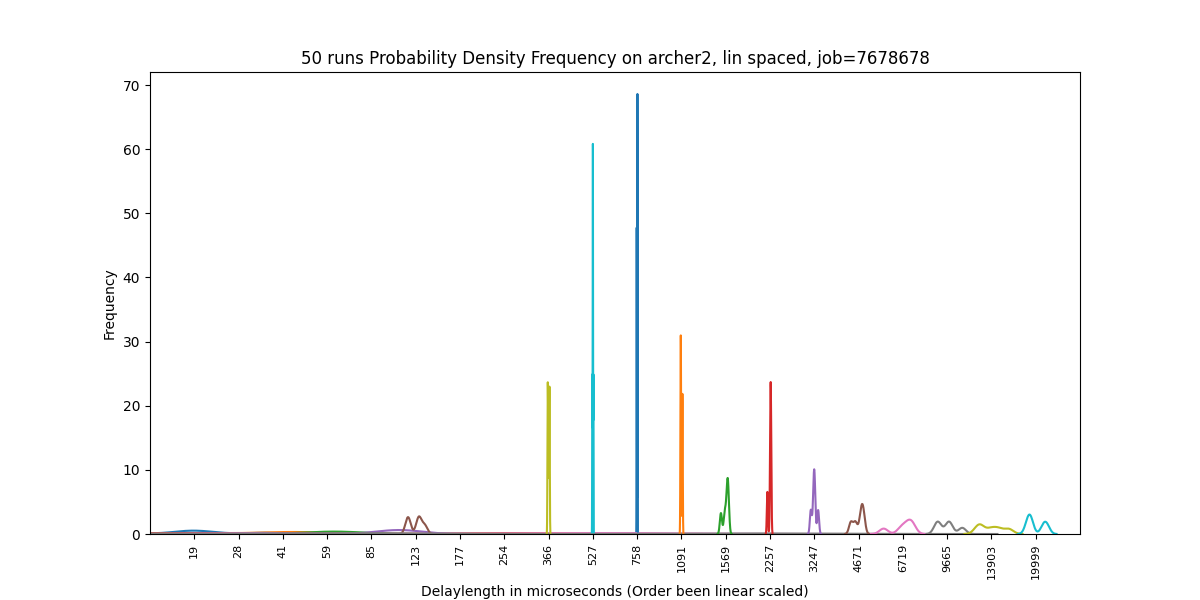 50 runs Probability Density Frequency on archer2, lin spaced, job=7678678
70
60
50
40
30
20
10
0
Frequency
19 28 41 59 85 123 177 254 366 527 758 1091 1569 2257 3247 4671 6719 9665 13903 19999
Delaylength in microseconds (Order been linear scaled)